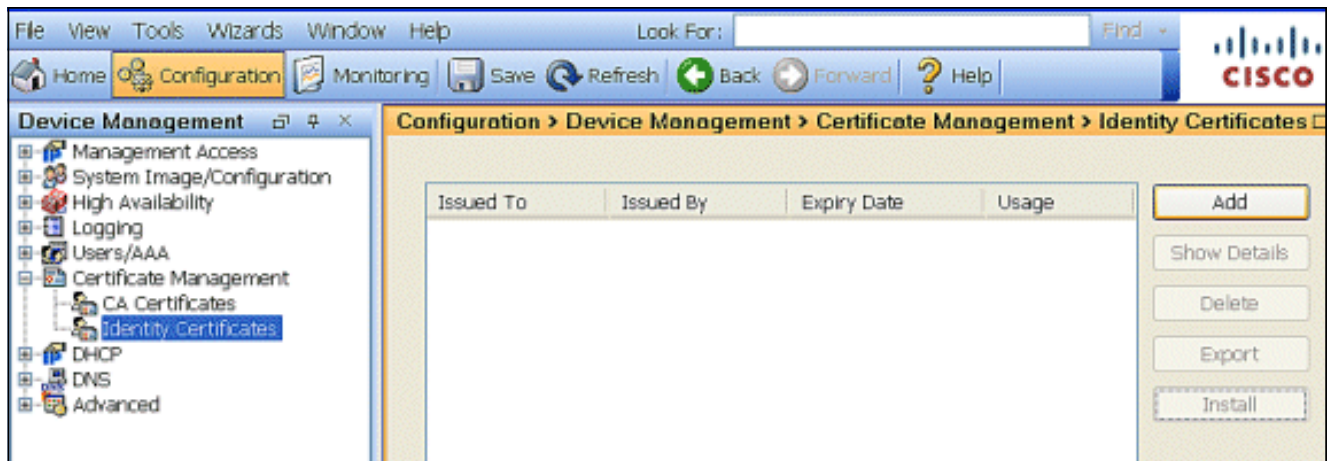 File View Tools Wizards Window Help Look For: Find
Home Configuration Monitoring Save Refresh Back Forward Help
CISCO
Device Management
Management Access
System Image/Configuration
High Availability
Logging
Users/AAA
Certificate Management
CA Certificates
Identity Certificates
DHCP
DNS
Advanced
Configuration > Device Management > Certificate Management > Identity Certificates
Issued To Issued By Expiry Date Usage
Add
Show Details
Delete
Export
Install